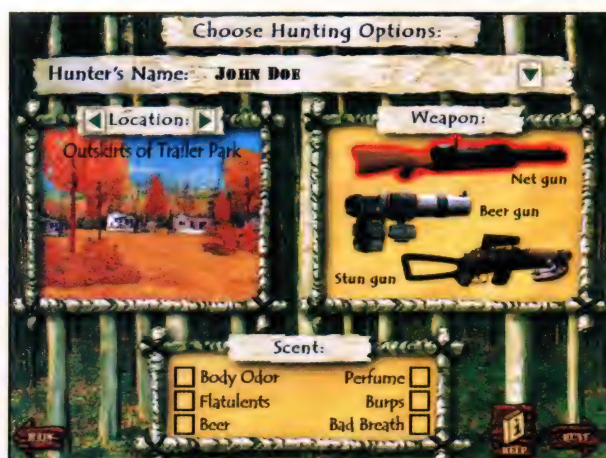 Choose Hunting Options:
Hunter's Name: JOHN DOE
Location:
Outskirts of Trailer Park
Weapon:
Net gun
Beer gun
Stun gun
Scent:
Body Odor
Perfume
Flatulents
Burps
Beer
Bad Breath